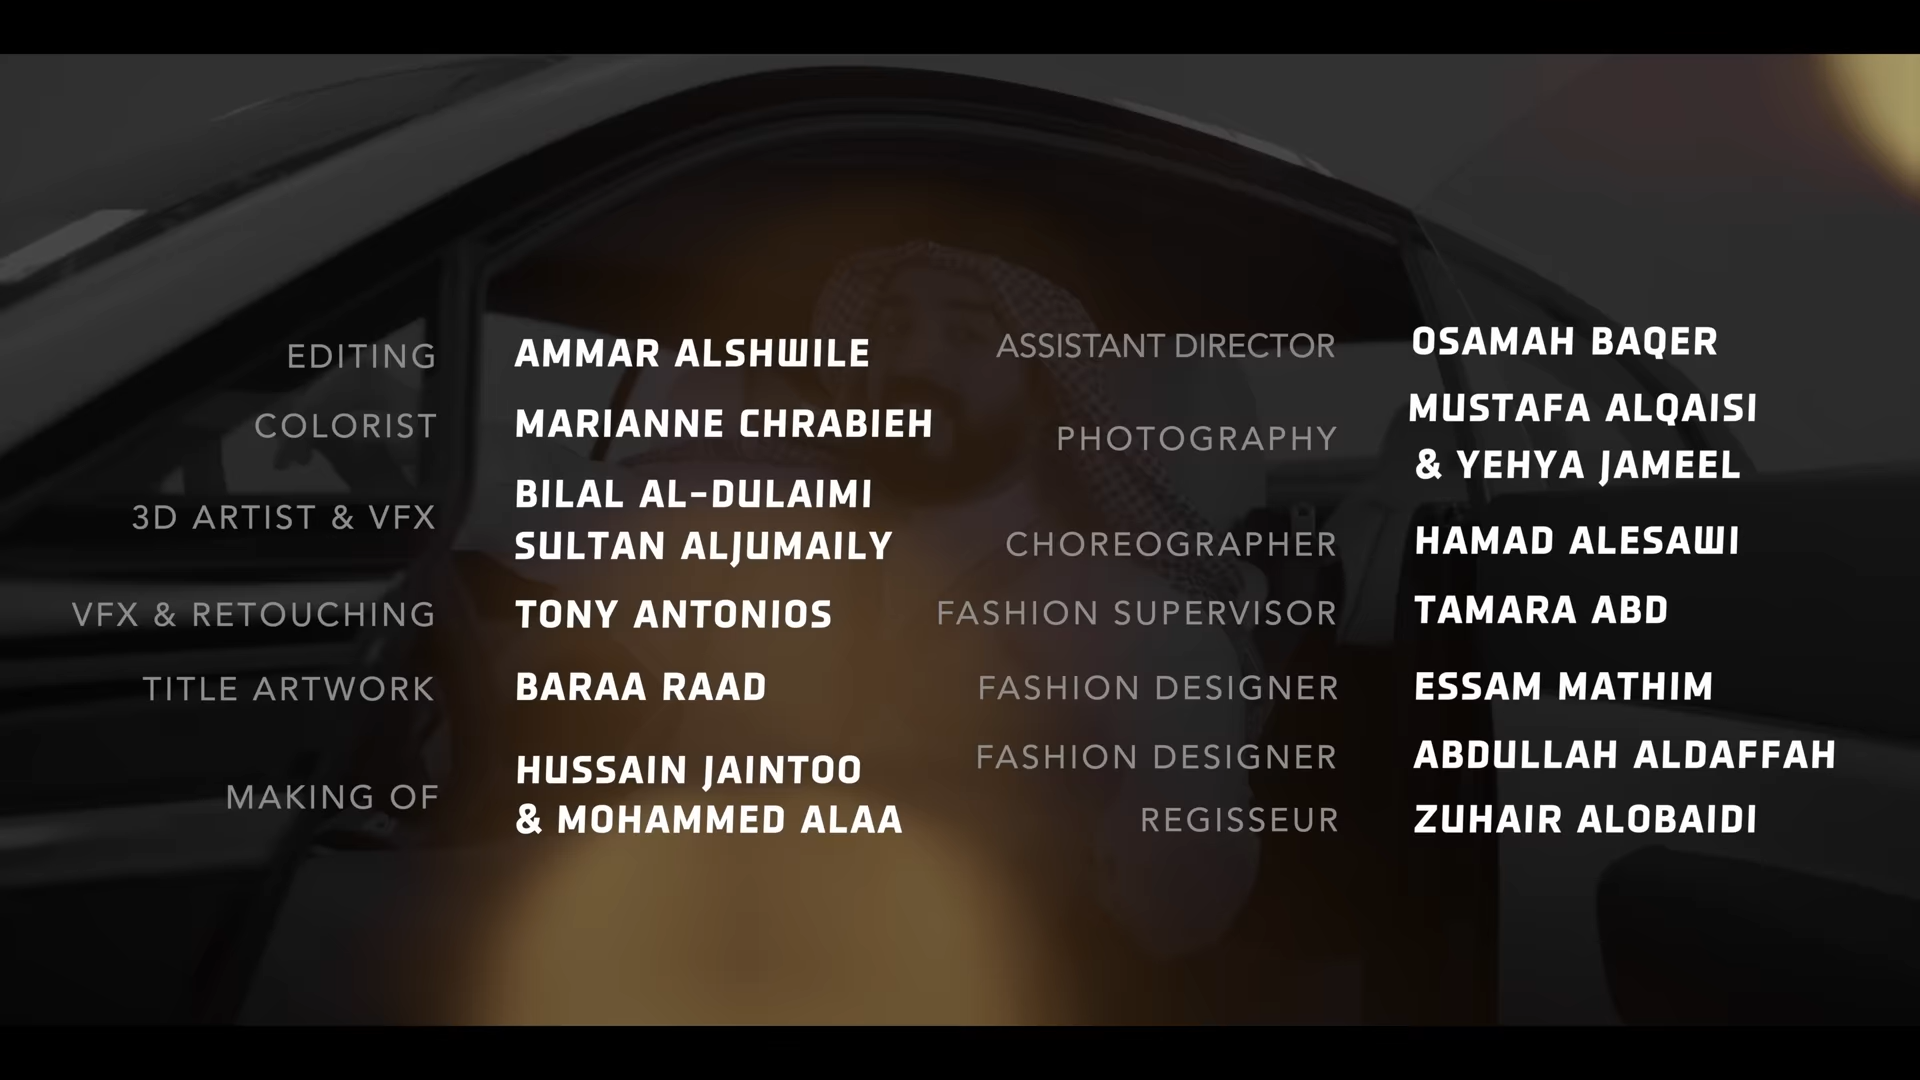 EDITING AMMAR ALSHWILE
COLORIST MARIANNE CHRABIEH
3D ARTIST & VFX BILAL AL-DULAIMI
SULTAN ALJUMAILY
VFX & RETOUCHING TONY ANTONIOS
TITLE ARTWORK BARAA RAAD
MAKING OF HUSSAIN JAINTOO
& MOHAMMED ALAA
ASSISTANT DIRECTOR OSAMAH BAQER
PHOTOGRAPHY MUSTAFA ALQAISI
& YEHYA JAMEEL
CHOREOGRAPHER HAMAD ALESAWI
FASHION SUPERVISOR TAMARA ABD
FASHION DESIGNER ESSAM MATHIM
FASHION DESIGNER ABDULLAH ALDAFFAH
REGISSEUR ZUHAIR ALOBAIDI